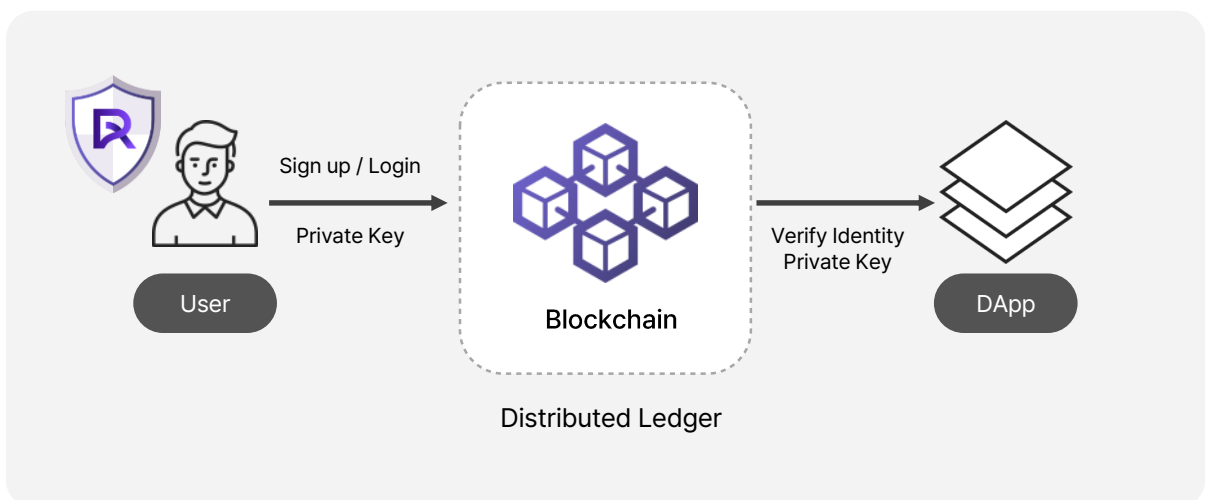 Sign up / Login
Private Key
User
Blockchain
Distributed Ledger
Verify Identity
Private Key
DApp